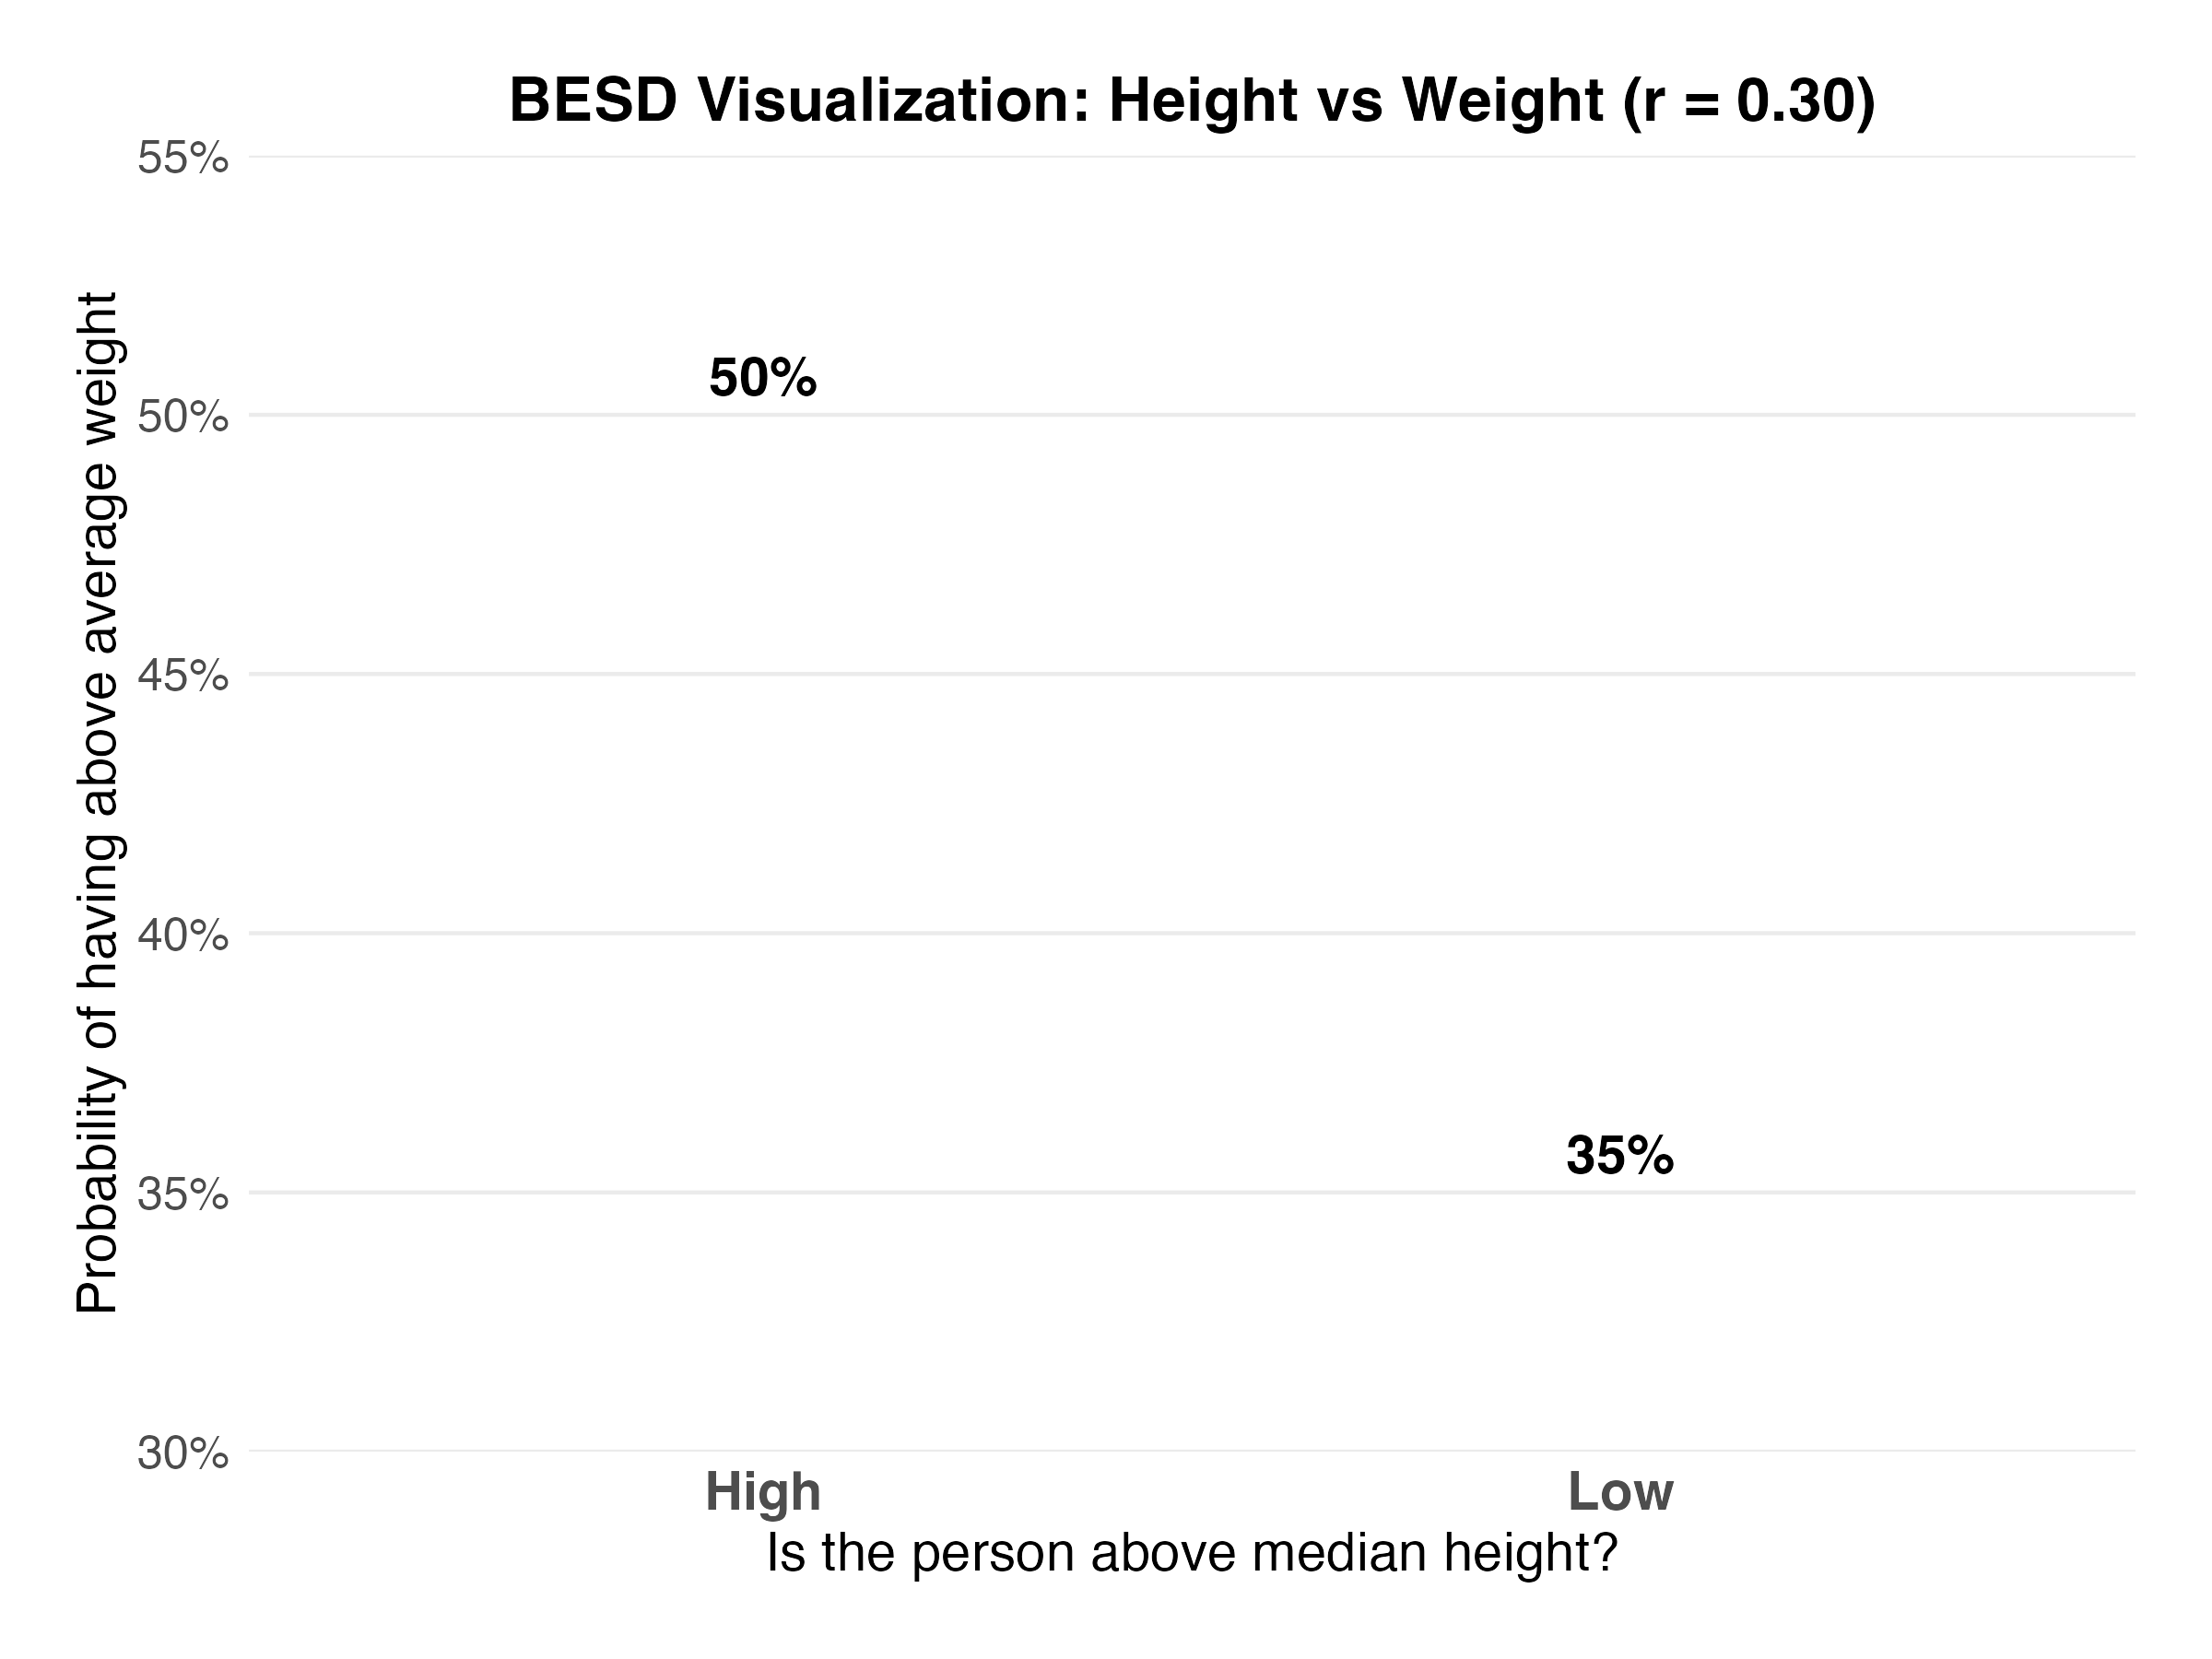 BESD Visualization: Height vs Weight (r = 0.30)
Probability of having above average weight
55%
50%
45%
40%
35%
30%
50%
35%
High
Low
Is the person above median height?